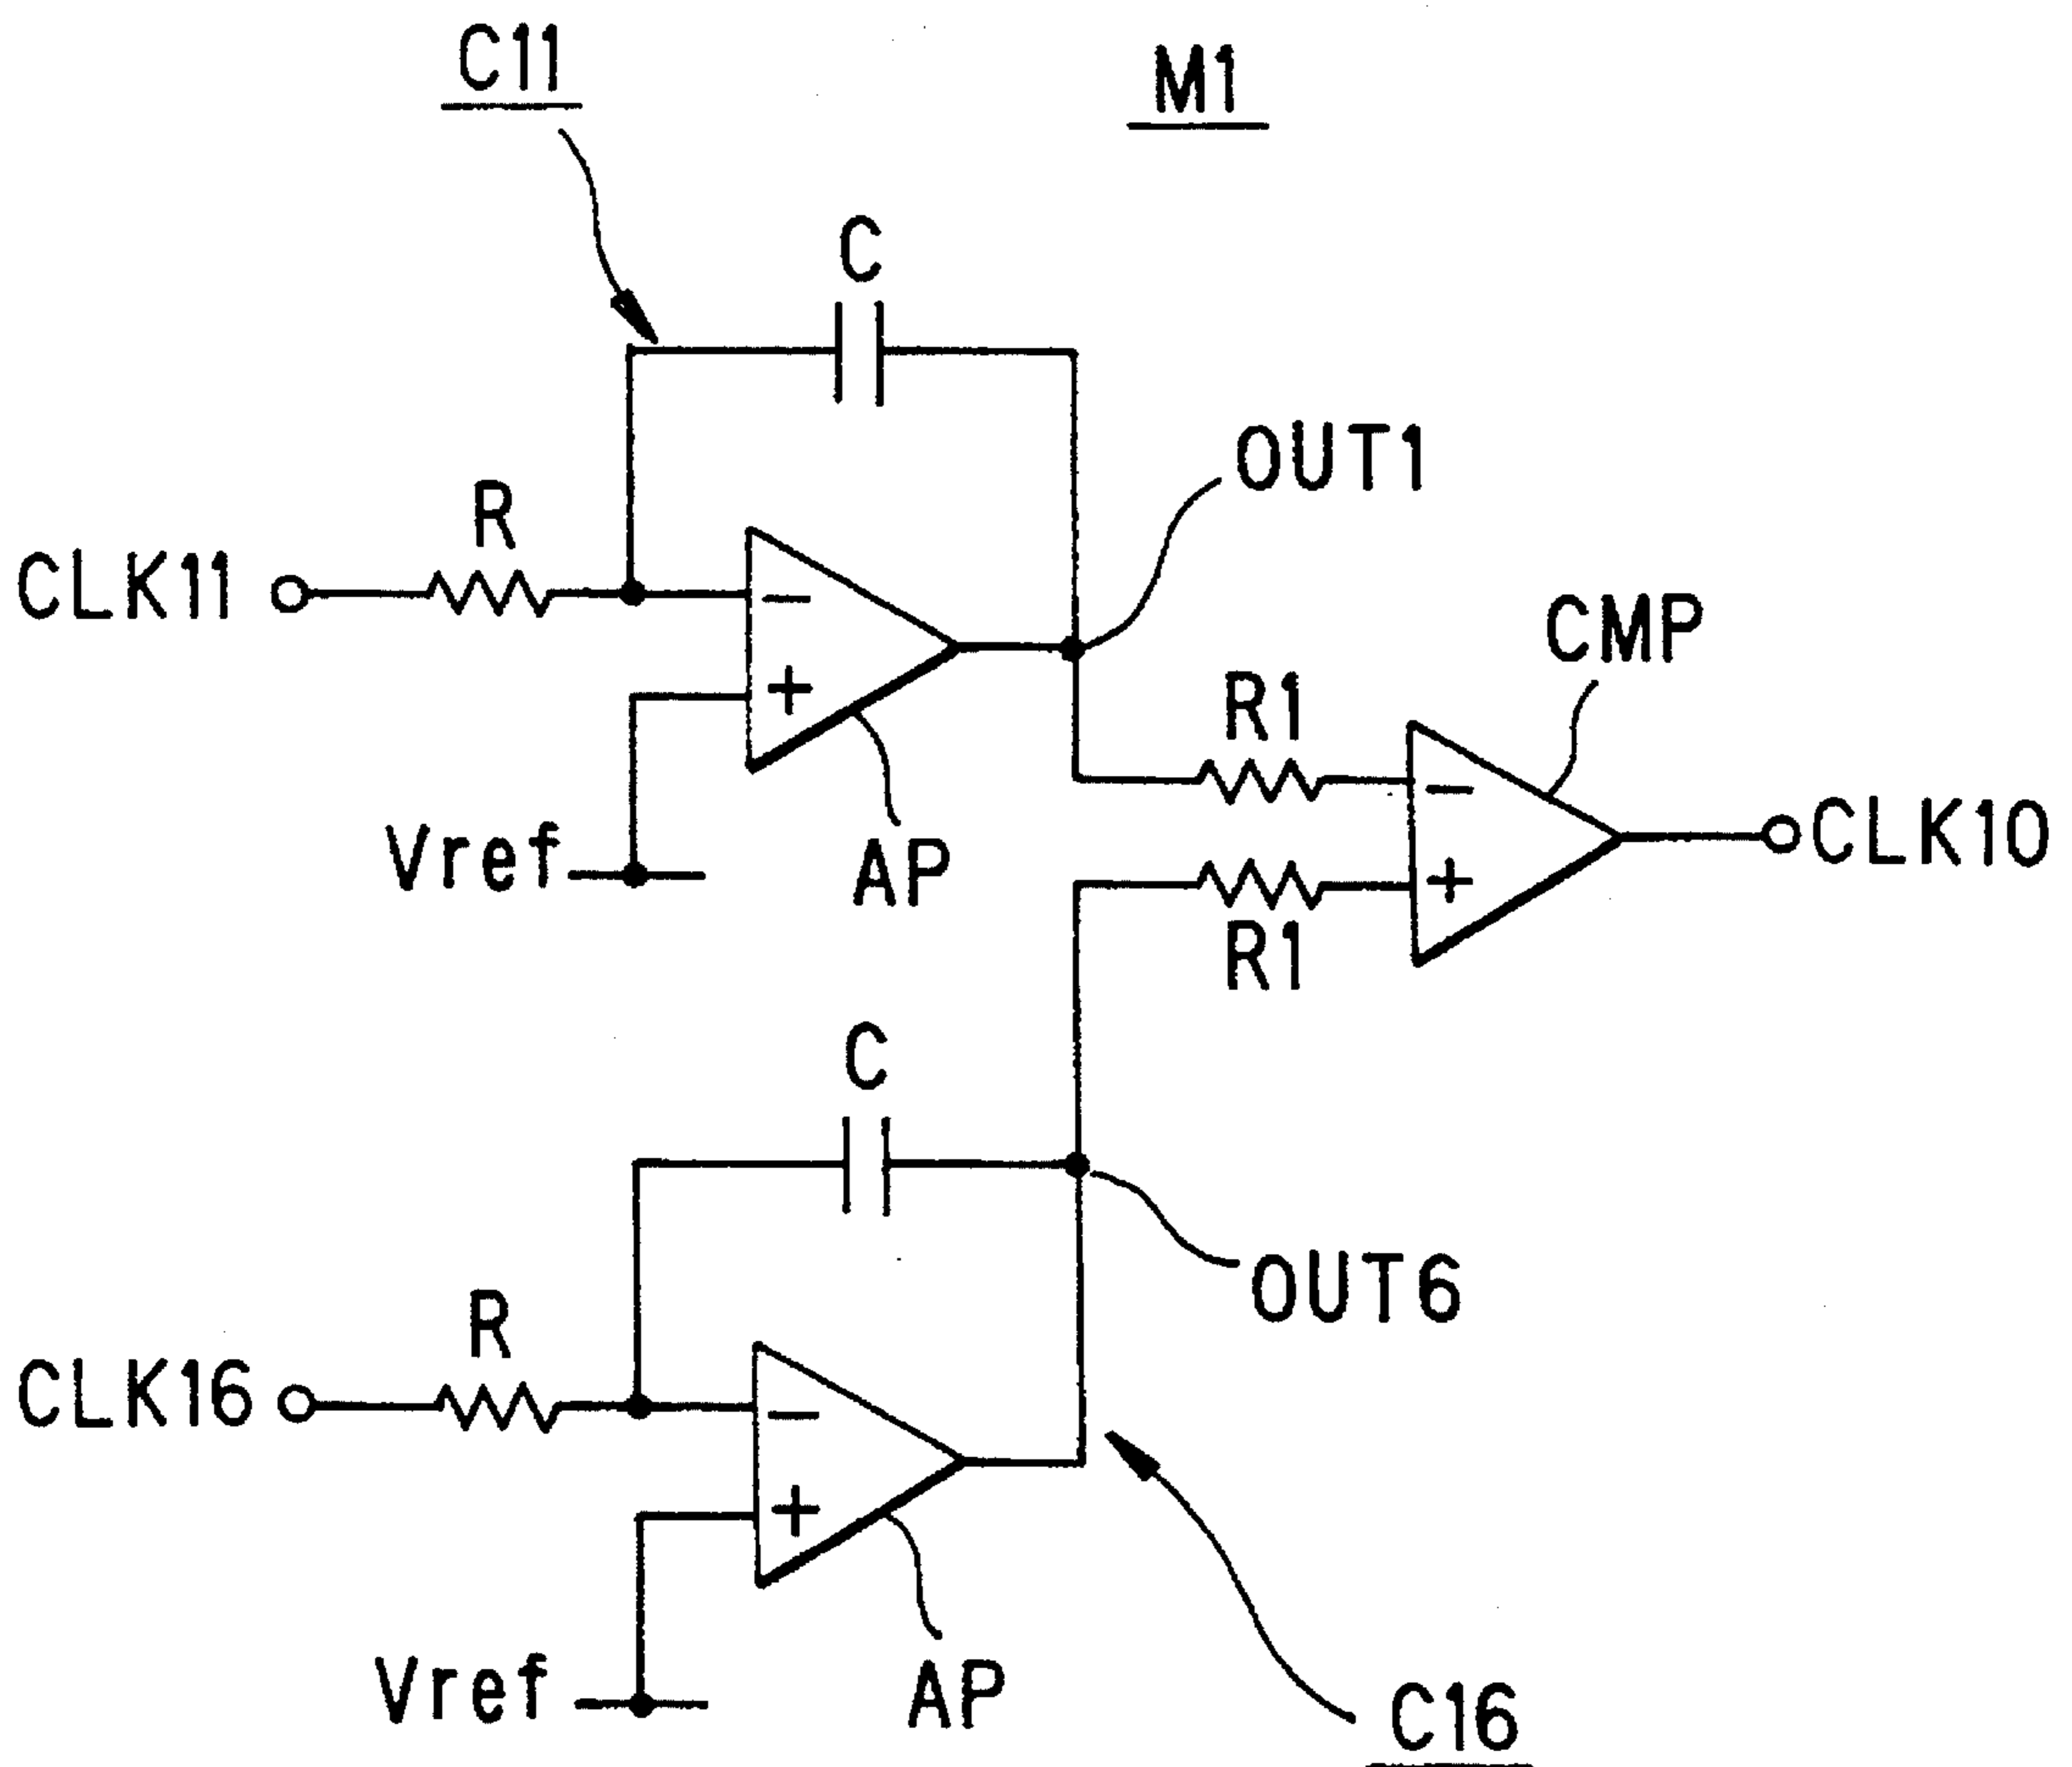 C11
M1
C
OUT1
R
CLK11
−
CMP
+
R1
−
Vref
AP
CLK10
+
R1
C
OUT6
R
CLK16
−
+
Vref
AP
C16